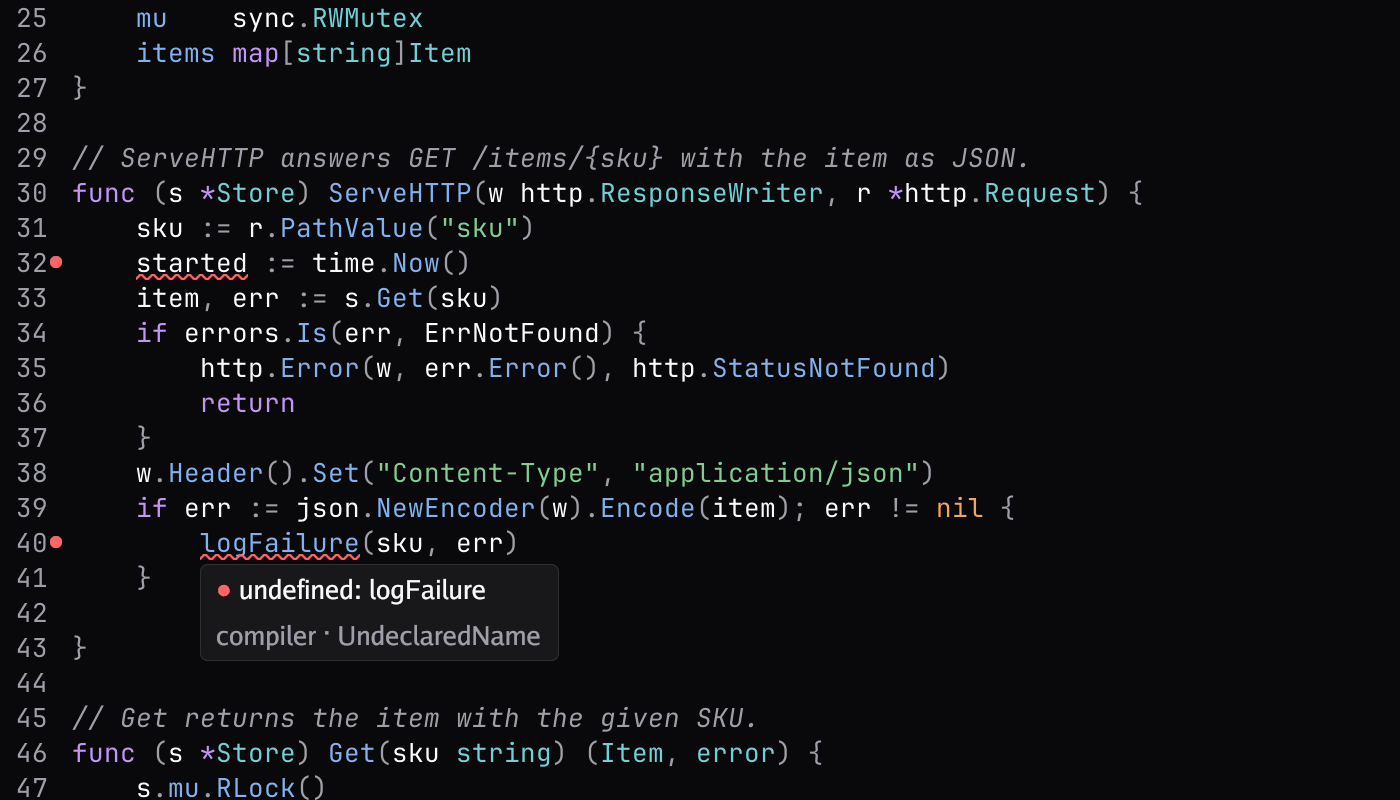 25 mu    sync.RWMutex
26 items map[string]Item
27 }
28
29 // ServeHTTP answers GET /items/{sku} with the item as JSON.
30 func (s *Store) ServeHTTP(w http.ResponseWriter, r *http.Request) {
31     sku := r.PathValue("sku")
32     started := time.Now()
33     item, err := s.Get(sku)
34     if errors.Is(err, ErrNotFound) {
35         http.Error(w, err.Error(), http.StatusNotFound)
36         return
37     }
38     w.Header().Set("Content-Type", "application/json")
39     if err := json.NewEncoder(w).Encode(item); err != nil {
40         logFailure(sku, err)
41     }
undefined: logFailure
42
compiler · UndeclaredName
43 }
44
45 // Get returns the item with the given SKU.
46 func (s *Store) Get(sku string) (Item, error) {
47     s.mu.RLock()